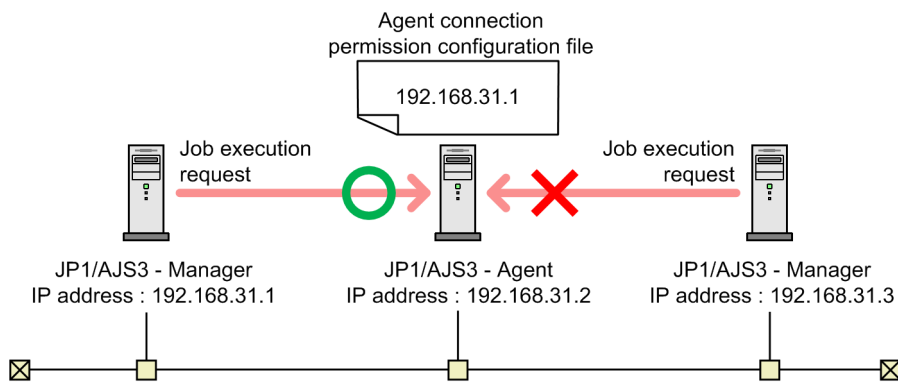 Agent connection
permission configuration file
192.168.31.1
Job execution
request
Job execution
request
JP1/AJS3 - Manager
IP address : 192.168.31.1
JP1/AJS3 - Agent
IP address : 192.168.31.2
JP1/AJS3 - Manager
IP address : 192.168.31.3